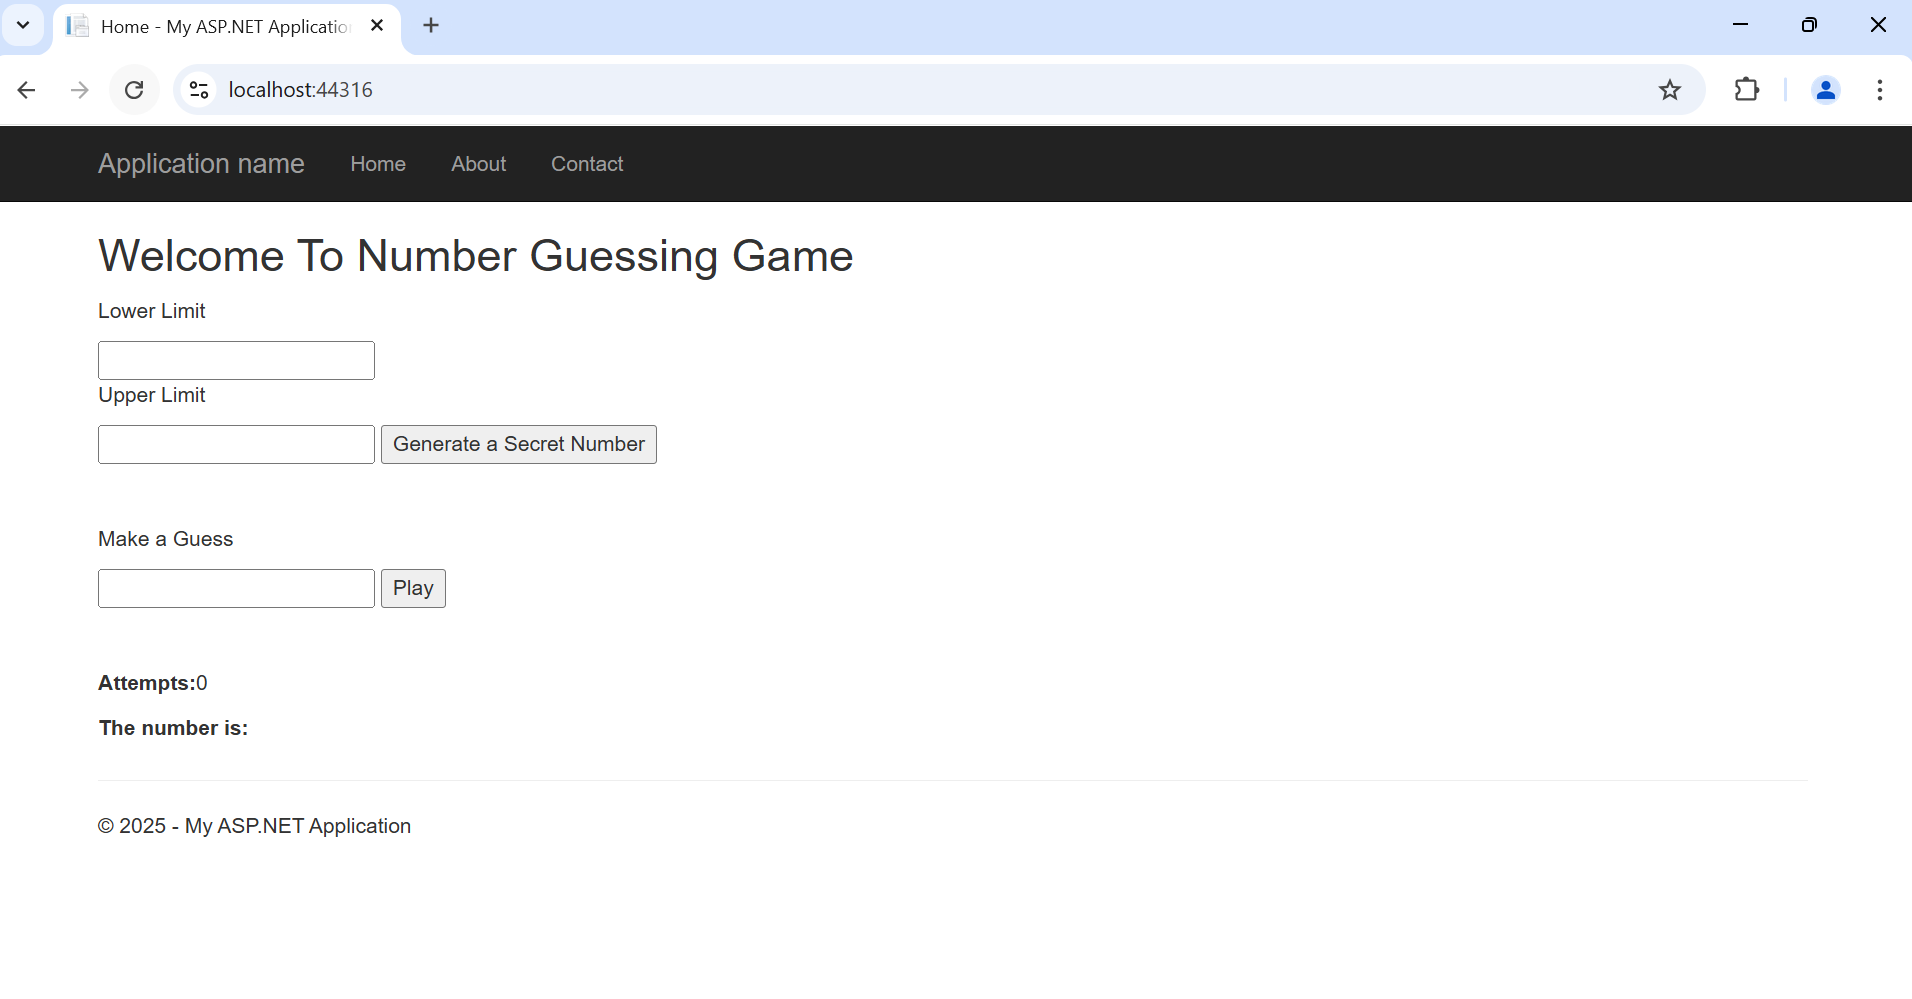 Home - My ASP.NET Applicatio
localhost:44316
Application name Home About Contact
Welcome To Number Guessing Game
Lower Limit
Upper Limit
Generate a Secret Number
Make a Guess
Play
Attempts:0
The number is:
© 2025 - My ASP.NET Application